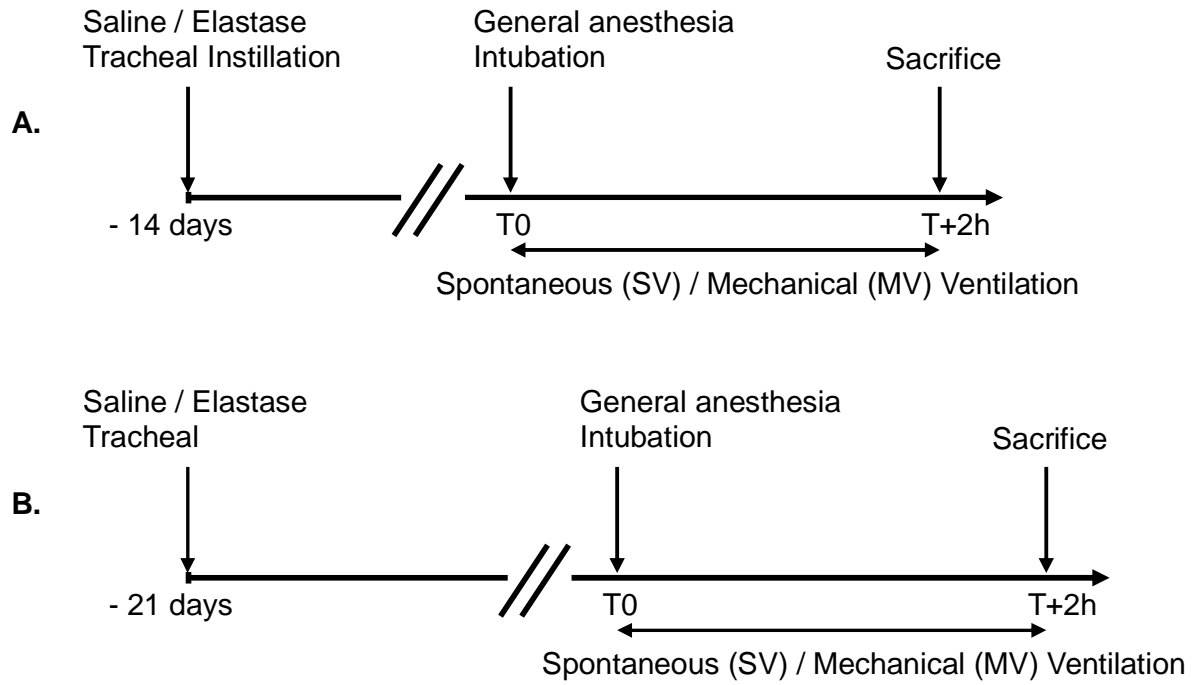 Saline / Elastase
Tracheal Instillation
General anesthesia
Intubation
Sacrifice
A.
- 14 days
T0
T+2h
Spontaneous (SV) / Mechanical (MV) Ventilation
Saline / Elastase
Tracheal
General anesthesia
Intubation
Sacrifice
B.
- 21 days
T0
T+2h
Spontaneous (SV) / Mechanical (MV) Ventilation